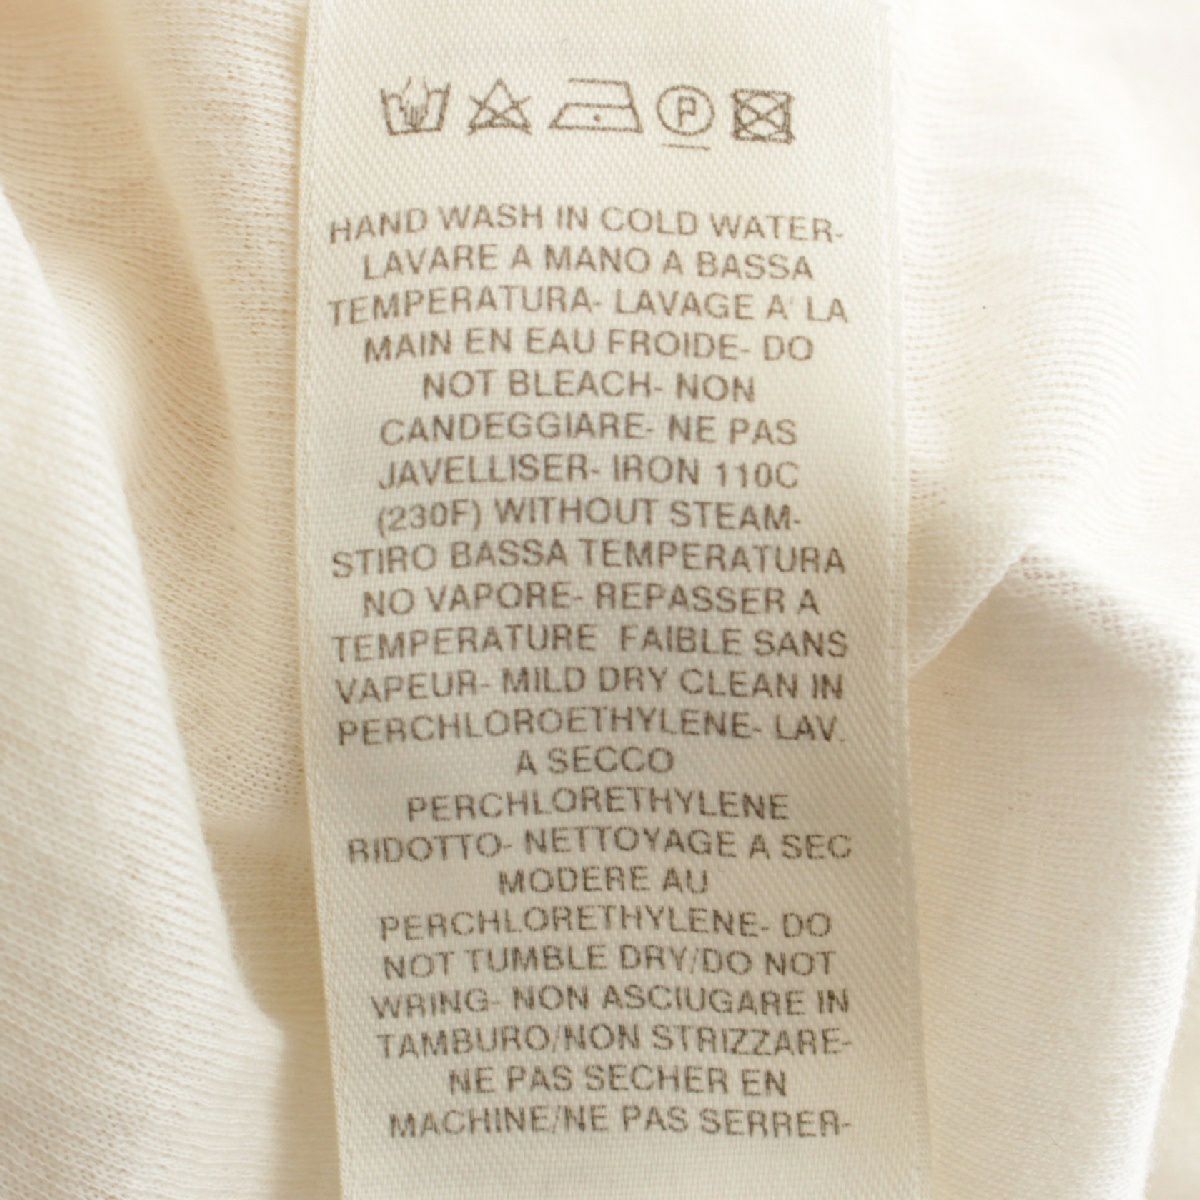 P
HAND WASH IN COLD WATER-
LAVARE A MANO A BASSA
TEMPERATURA- LAVAGE A' LA
MAIN EN EAU FROIDE- DO
NOT BLEACH- NON
CANDEGGIARE- NE PAS
JAVELLISER- IRON 110C
(230F) WITHOUT STEAM-
STIRO BASSA TEMPERATURA
NO VAPORE- REPASSER A
TEMPERATURE FAIBLE SANS
VAPEUR- MILD DRY CLEAN IN
PERCHLOROETHYLENE- LAV.
A SECCO
PERCHLORETHYLENE
RIDOTTO- NETTOYAGE A SEC
MODERE AU
PERCHLORETHYLENE- DO
NOT TUMBLE DRY/DO NOT
WRING- NON ASCIUGARE IN
TAMBURO/NON STRIZZARE-
NE PAS SECHER EN
MACHINE/NE PAS SERRER-